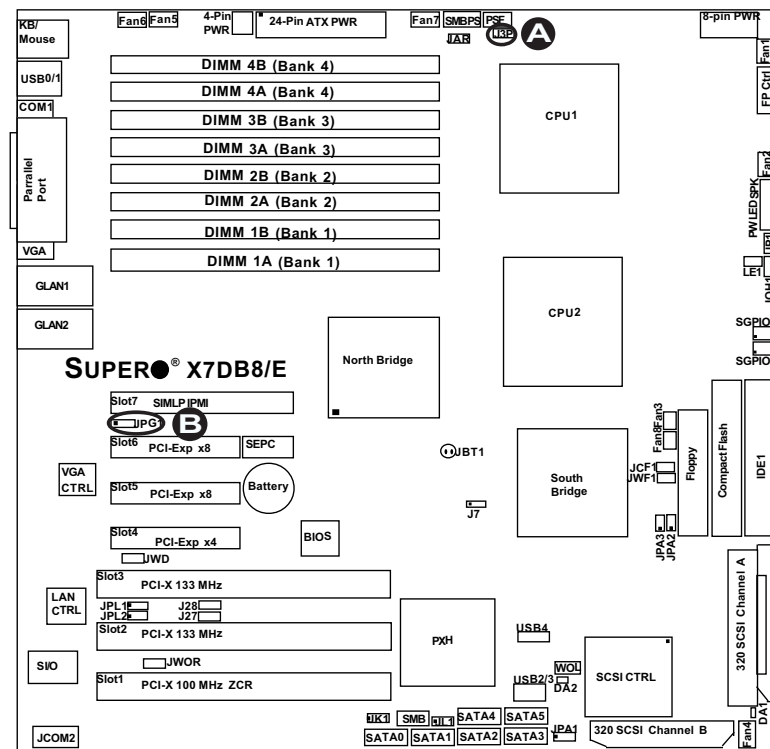 KB/
Mouse
Fan6
Fan5
4-Pin
PWR
24-Pin ATX PWR
Fan7
SMBPS
PSF
JAR
J3P
A
8-pin PWR
Fan1
FP Ctrl
USB0/1
COM1
Parrallel
Port
VGA
GLAN1
GLAN2
DIMM 4B (Bank 4)
DIMM 4A (Bank 4)
DIMM 3B (Bank 3)
DIMM 3A (Bank 3)
DIMM 2B (Bank 2)
DIMM 2A (Bank 2)
DIMM 1B (Bank 1)
DIMM 1A (Bank 1)
CPU1
CPU2
Fan2
PWLEDSPK
LE1
SGPIO
SGPIO
SUPER® X7DB8/E
North Bridge
Slot7
SIMLP IPMI
JPG1
B
Slot6
PCI-Exp x8
SEPC
VGA
CTRL
Slot5
PCI-Exp x8
Battery
Slot4
PCI-Exp x4
BIOS
JWD
JBT1
J7
South
Bridge
Fan3
Fan8
JCF1
JWF1
JPA3
JPA2
Floppy
Compact Flash
IDE1
Slot3
PCI-X 133 MHz
LAN
CTRL
JPL1
JPL2
J28
J27
Slot2
PCI-X 133 MHz
S I/O
JWOR
Slot1
PCI-X 100 MHz ZCR
PXH
USB4
USB2/3
WOL
DA2
SCSI CTRL
320 SCSI Channel A
DA1
Fan4
JCOM2
JK1
SMB
JL1
SATA4
SATA5
SATA0
SATA1
SATA2
SATA3
JPA1
320 SCSI Channel B